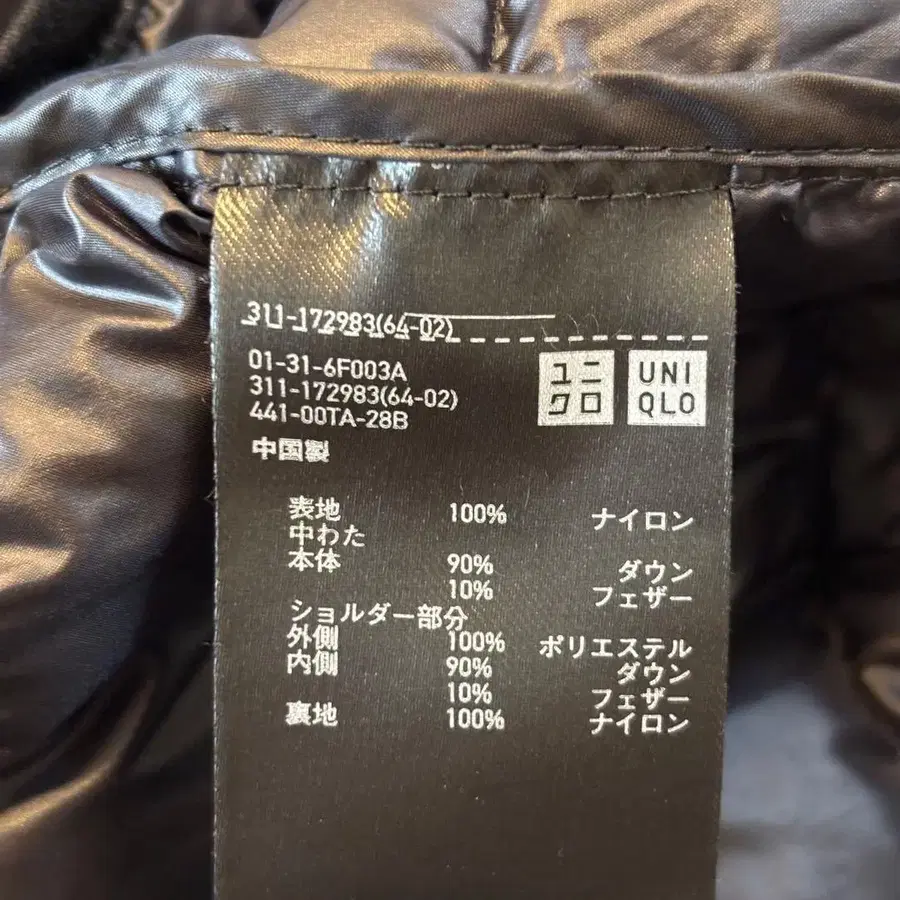 311-172983(64-02)
01-31-6F003A
311-172983(64-02)
441-00TA-28B
ユニ
クロ
UNI
QLO
中国製
表地 100% ナイロン
中わた
本体 90% ダウン
10% フェザー
ショルダー部分
外側 100% ポリエステル
内側 90% ダウン
10% フェザー
裏地 100% ナイロン